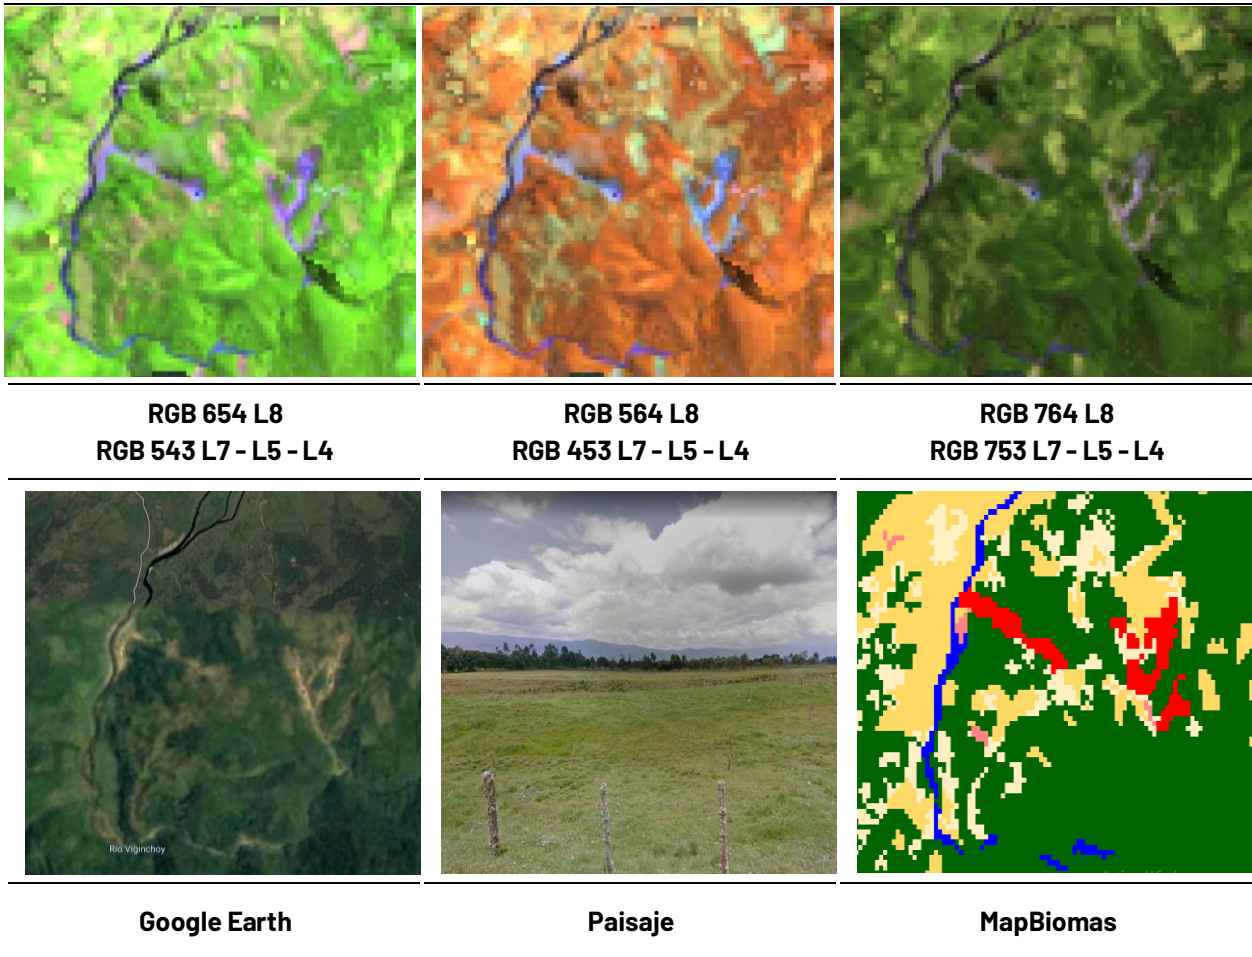 RGB 654 L8
RGB 543 L7 - L5 - L4
RGB 564 L8
RGB 453 L7 - L5 - L4
RGB 764 L8
RGB 753 L7 - L5 - L4
Río Viginchoy
Google Earth
Paisaje
MapBiomas